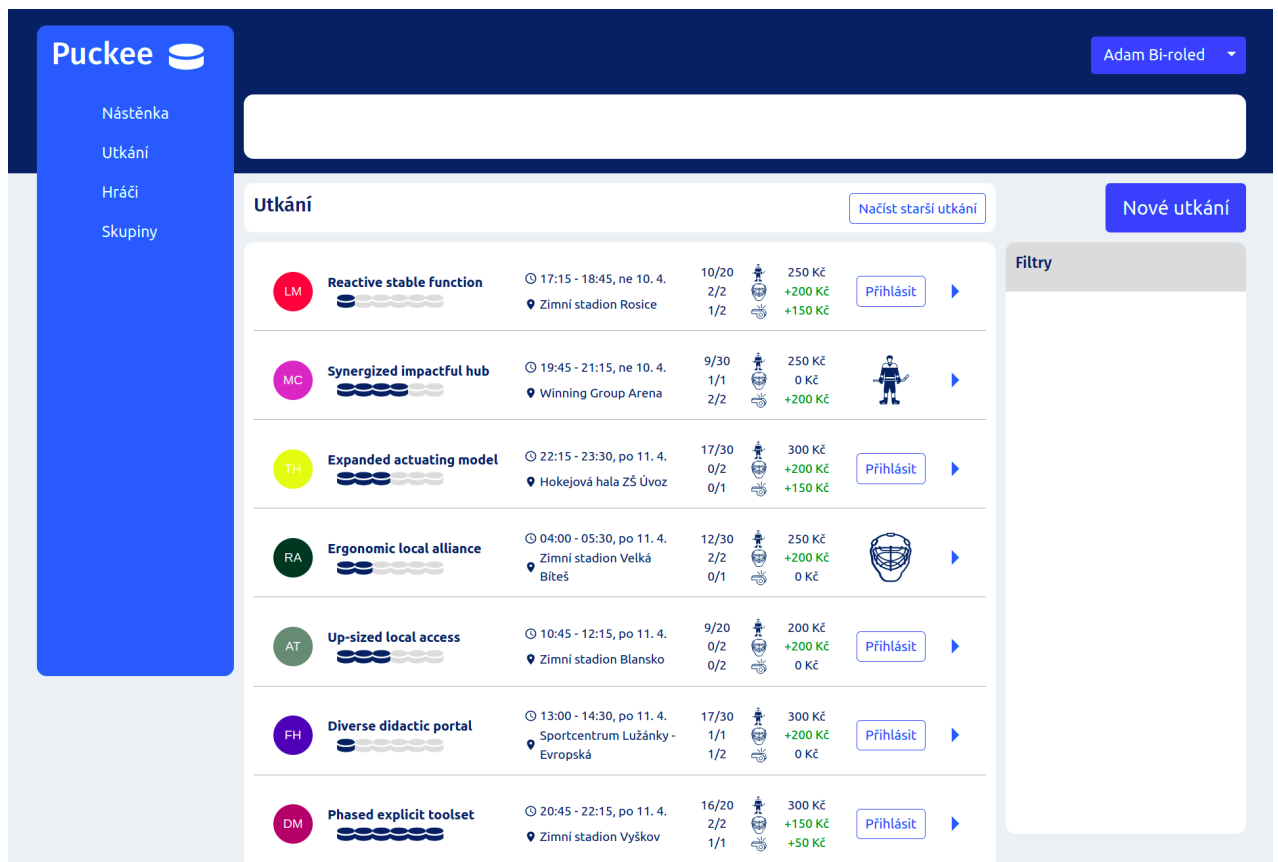 Puckee
Adam Bi-roled
Nástěnka
Utkání
Hráči
Skupiny
Utkání
Načíst starší utkání
Nové utkání
Filtry
LM
Reactive stable function
17:15 - 18:45, ne 10. 4.
Zimní stadion Rosice
10/20 250 Kč
2/2 +200 Kč
1/2 +150 Kč
Přihlásit
MC
Synergized impactful hub
19:45 - 21:15, ne 10. 4.
Winning Group Arena
9/30 250 Kč
1/1 0 Kč
2/2 +200 Kč
TH
Expanded actuating model
22:15 - 23:30, po 11. 4.
Hokejová hala ZŠ Úvoz
17/30 300 Kč
0/2 +200 Kč
0/1 +150 Kč
Přihlásit
RA
Ergonomic local alliance
04:00 - 05:30, po 11. 4.
Zimní stadion Velká
Bíteš
12/30 250 Kč
2/2 +200 Kč
0/1 0 Kč
AT
Up-sized local access
10:45 - 12:15, po 11. 4.
Zimní stadion Blansko
9/20 200 Kč
0/2 +200 Kč
0/2 0 Kč
Přihlásit
FH
Diverse didactic portal
13:00 - 14:30, po 11. 4.
Sportcentrum Lužánky -
Evropská
17/30 300 Kč
1/1 +200 Kč
1/2 0 Kč
Přihlásit
DM
Phased explicit toolset
20:45 - 22:15, po 11. 4.
Zimní stadion Vyškov
16/20 300 Kč
2/2 +150 Kč
1/1 +50 Kč
Přihlásit